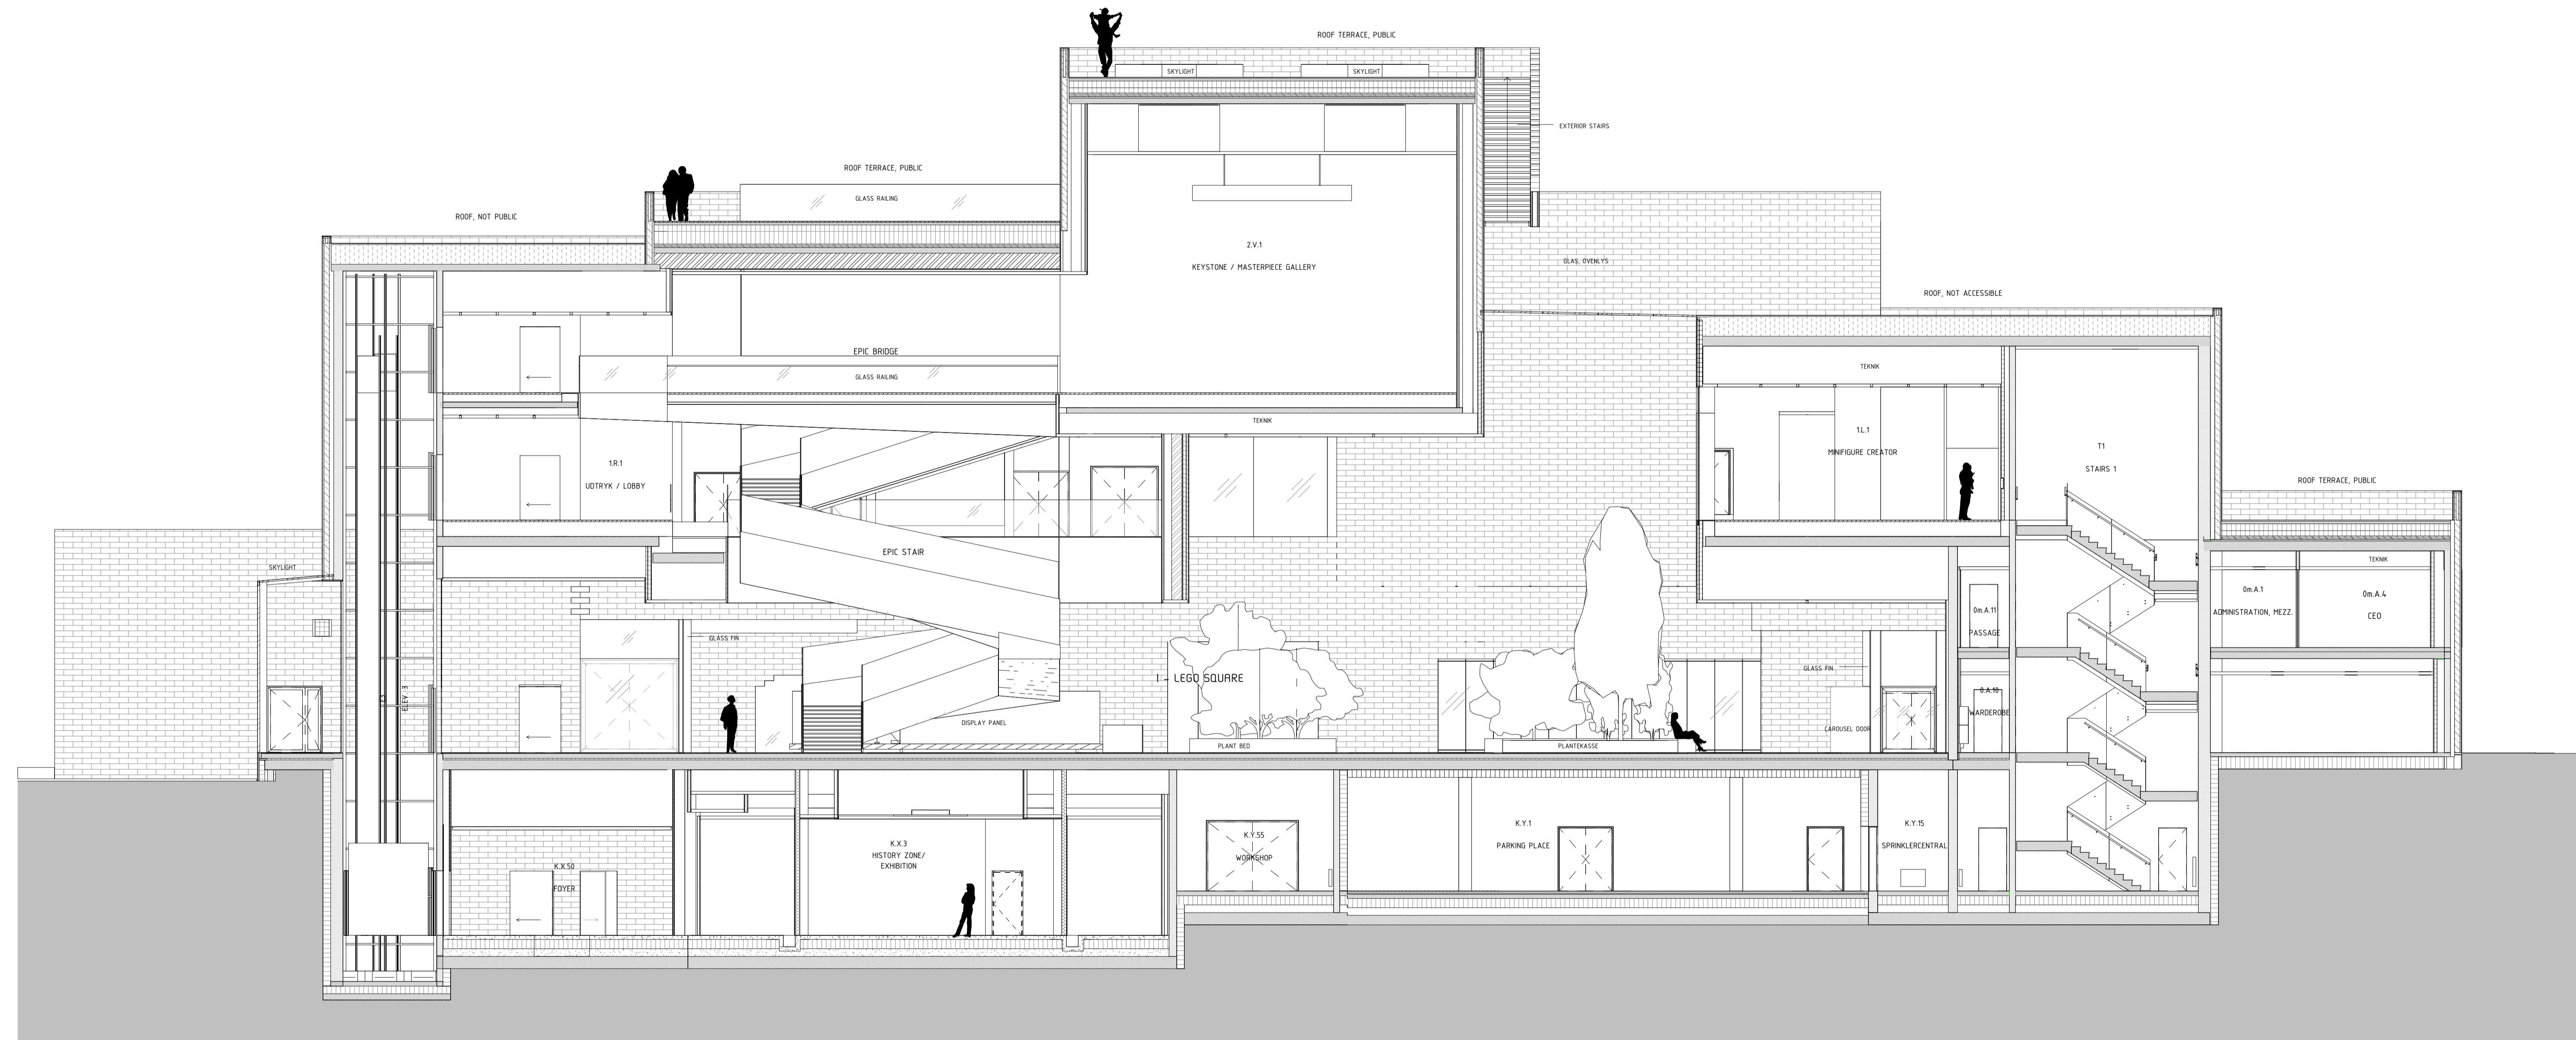 ROOF TERRACE, PUBLIC
SKYLIGHT
SKYLIGHT
EXTERIOR STAIRS
ROOF TERRACE, PUBLIC
GLASS RAILING
ROOF, NOT PUBLIC
2.V.1
KEYSTONE / MASTERPIECE GALLERY
GLAS, OVENLYS
ROOF, NOT ACCESSIBLE
EPIC BRIDGE
GLASS RAILING
TEKNIK
TEKNIK
1.L.1
MINIFIGURE CREATOR
T1
STAIRS 1
1.R.1
UDTRYK / LOBBY
ROOF TERRACE, PUBLIC
EPIC STAIR
SKYLIGHT
TEKNIK
0m.A.1
ADMINISTRATION, MEZZ.
0m.A.4
CEO
0m.A.11
PASSAGE
GLASS FIN
GLASS FIN
I - LEGO SQUARE
ELEV. 3
0.A.10
WARDEROBE
DISPLAY PANEL
CAROUSEL DOOR
PLANT BED
PLANTEKASSE
K.X.50
FOYER
K.X.3
HISTORY ZONE/
EXHIBITION
K.Y.55
WORKSHOP
K.Y.1
PARKING PLACE
K.Y.15
SPRINKLERCENTRAL